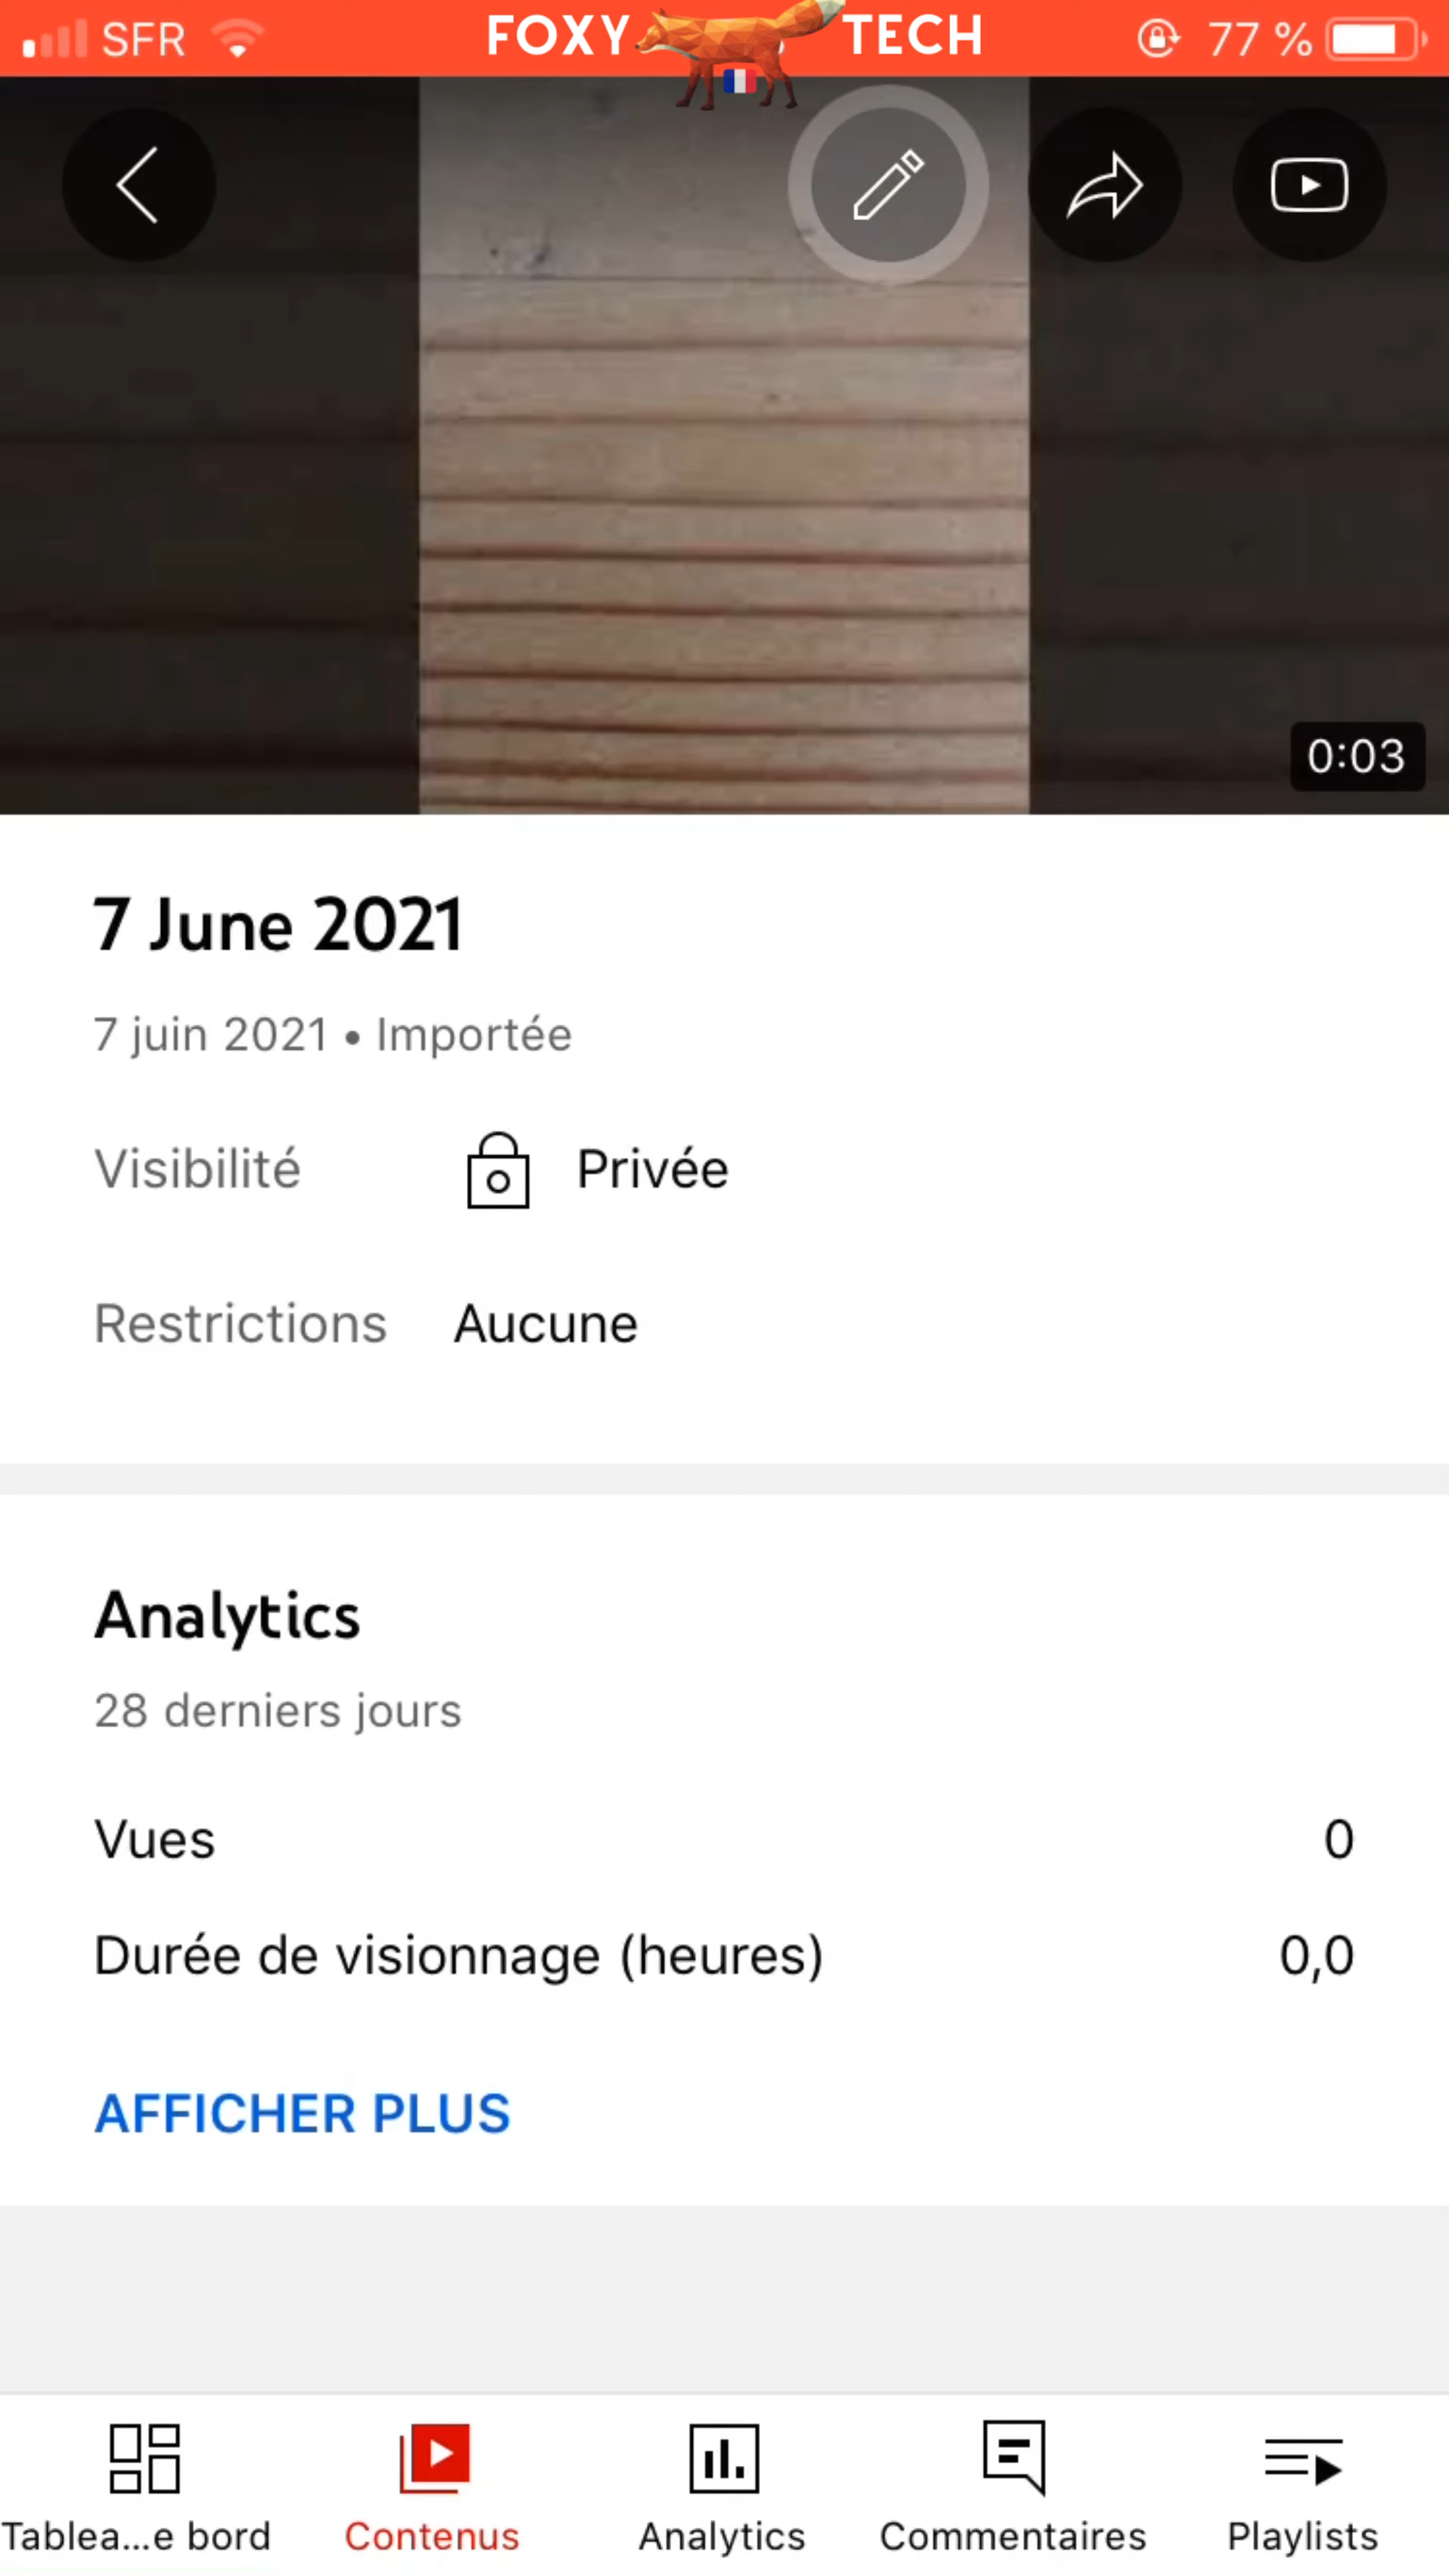 SFR FOXY TECH 77 %
0:03
7 June 2021
7 juin 2021 • Importée
Visibilité Privée
Restrictions Aucune
Analytics
28 derniers jours
Vues 0
Durée de visionnage (heures) 0,0
AFFICHER PLUS
Tablea...e bord Contenus Analytics Commentaires Playlists